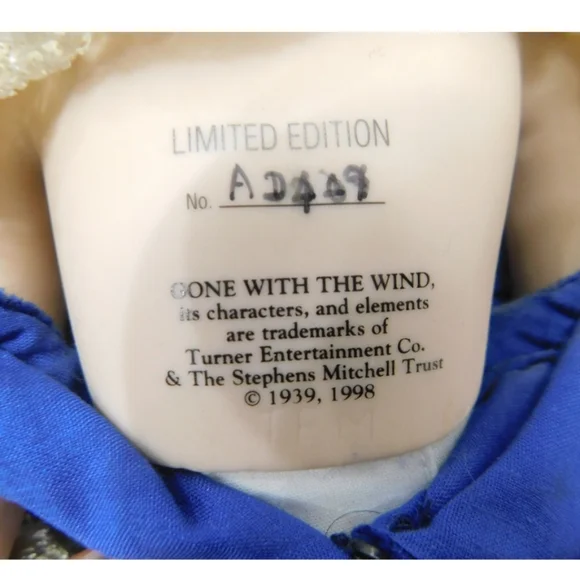 LIMITED EDITION
No.
GONE WITH THE WIND,
its characters, and elements
are trademarks of
Turner Entertainment Co.
& The Stephens Mitchell Trust
© 1939, 1998